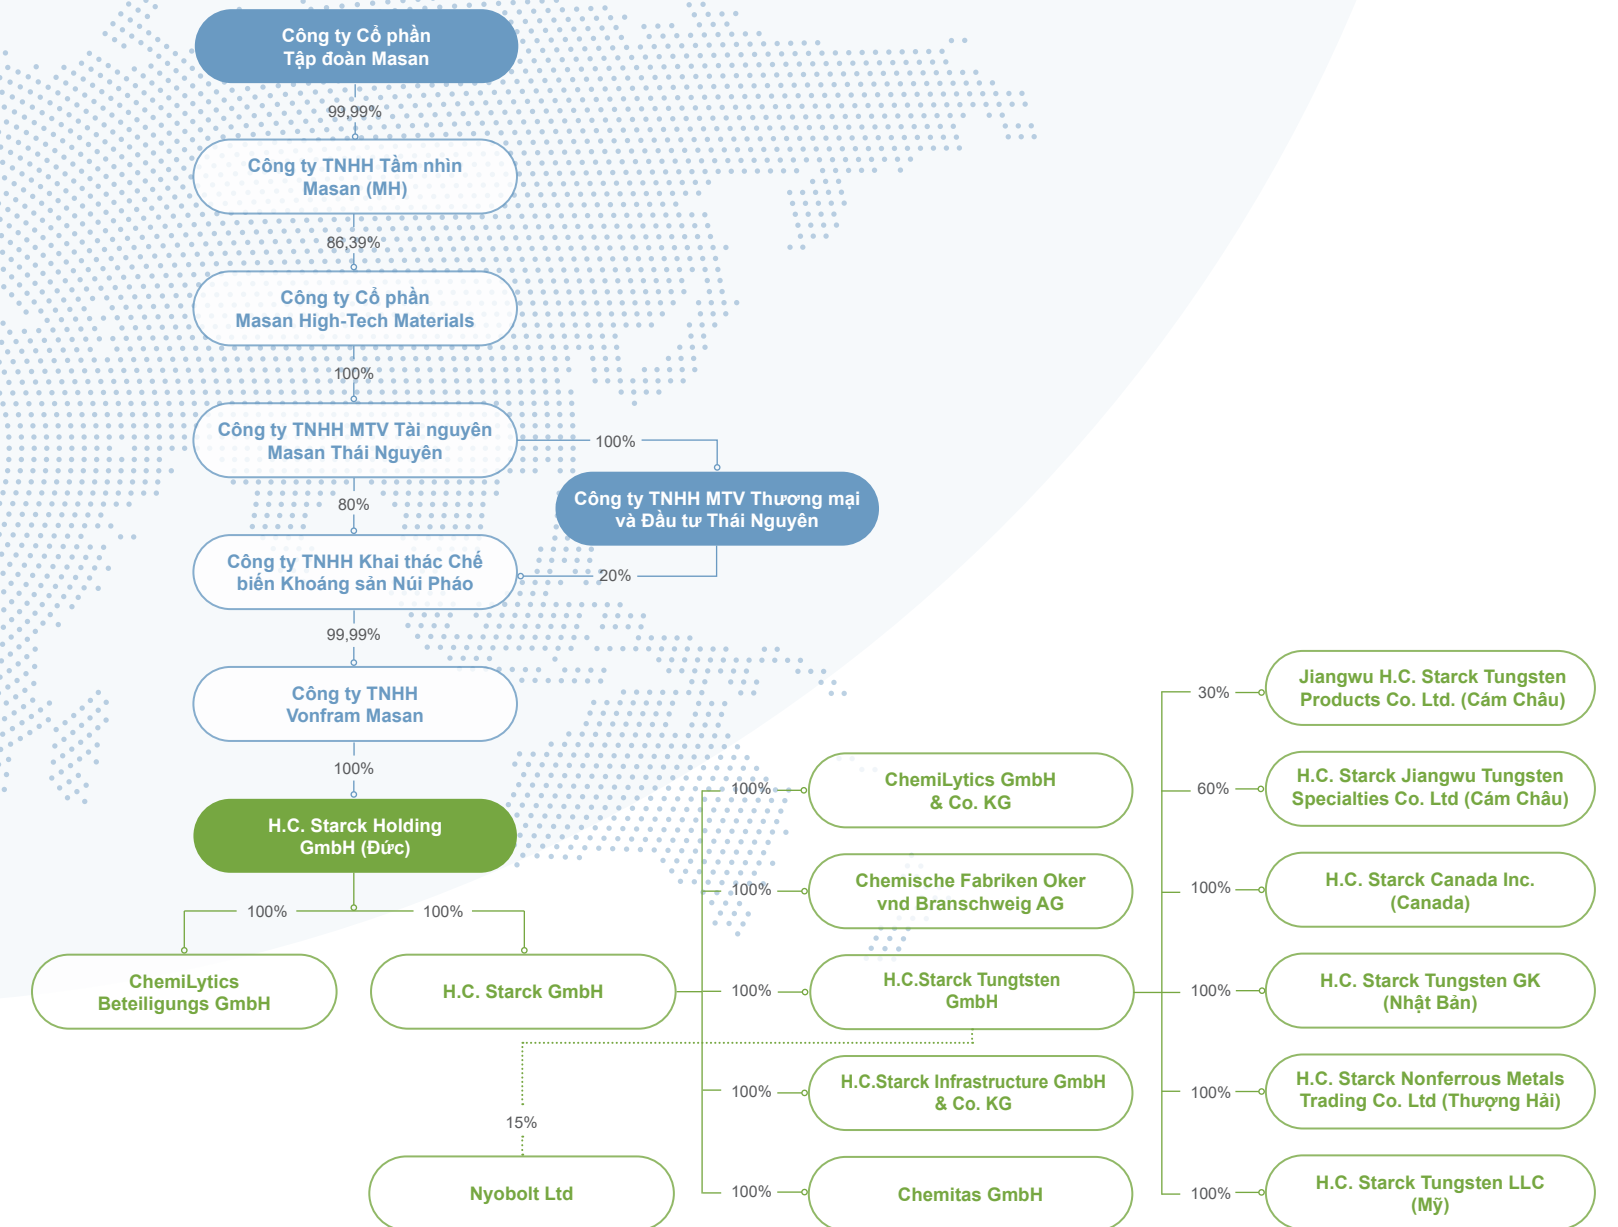 Công ty Cổ phần
Tập đoàn Masan
99,99%
Công ty TNHH Tầm nhìn
Masan (MH)
86,39%
Công ty Cổ phần
Masan High-Tech Materials
100%
Công ty TNHH MTV Tài nguyên
Masan Thái Nguyên
100%
Công ty TNHH MTV Thương mại
và Đầu tư Thái Nguyên
80%
20%
Công ty TNHH Khai thác Chế
biến Khoáng sản Núi Pháo
99,99%
Công ty TNHH
Vonfram Masan
100%
H.C. Starck Holding
GmbH (Đức)
100%
100%
ChemiLytics
Beteiligungs GmbH
H.C. Starck GmbH
15%
Nyobolt Ltd
100%
ChemiLytics GmbH
& Co. KG
100%
Chemische Fabriken Oker
vnd Branschweig AG
100%
H.C.Starck Tungtsten
GmbH
100%
H.C.Starck Infrastructure GmbH
& Co. KG
100%
Chemitas GmbH
30%
Jiangwu H.C. Starck Tungsten
Products Co. Ltd. (Cám Châu)
60%
H.C. Starck Jiangwu Tungsten
Specialties Co. Ltd (Cám Châu)
100%
H.C. Starck Canada Inc.
(Canada)
100%
H.C. Starck Tungsten GK
(Nhật Bản)
100%
H.C. Starck Nonferrous Metals
Trading Co. Ltd (Thượng Hải)
100%
H.C. Starck Tungsten LLC
(Mỹ)